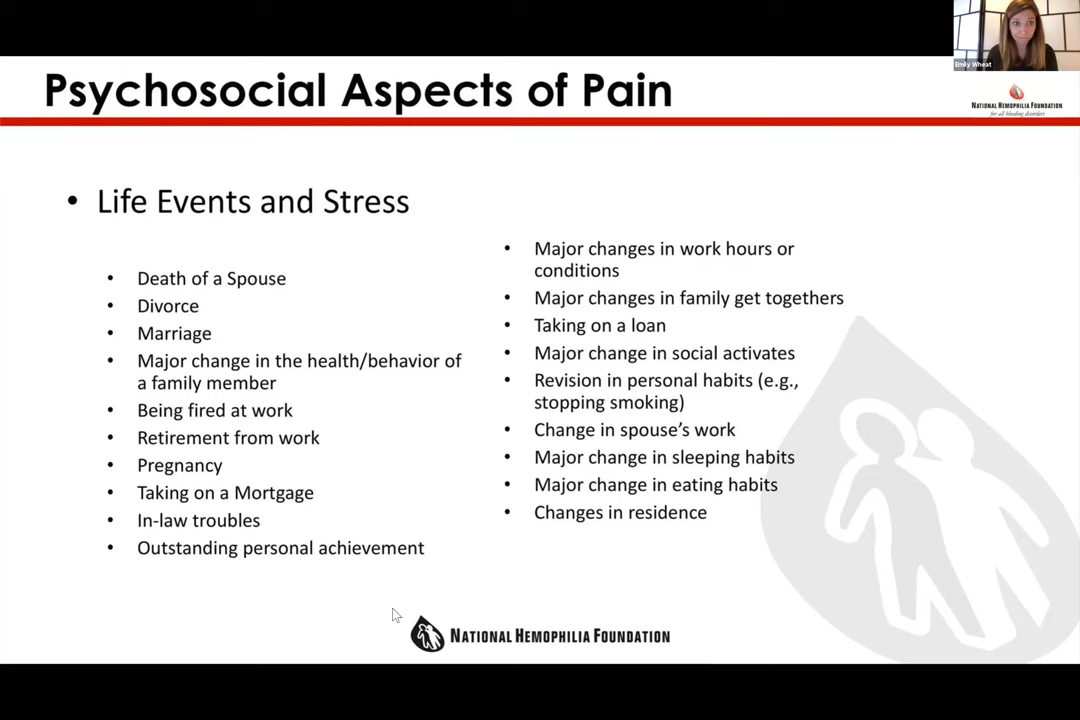 Emily Wheat
Psychosocial Aspects of Pain
NATIONAL HEMOPHILIA FOUNDATION
for all bleeding disorders
• Life Events and Stress
• Death of a Spouse
• Divorce
• Marriage
• Major change in the health/behavior of
a family member
• Being fired at work
• Retirement from work
• Pregnancy
• Taking on a Mortgage
• In-law troubles
• Outstanding personal achievement
• Major changes in work hours or
conditions
• Major changes in family get togethers
• Taking on a loan
• Major change in social activates
• Revision in personal habits (e.g.,
stopping smoking)
• Change in spouse's work
• Major change in sleeping habits
• Major change in eating habits
• Changes in residence
NATIONAL HEMOPHILIA FOUNDATION